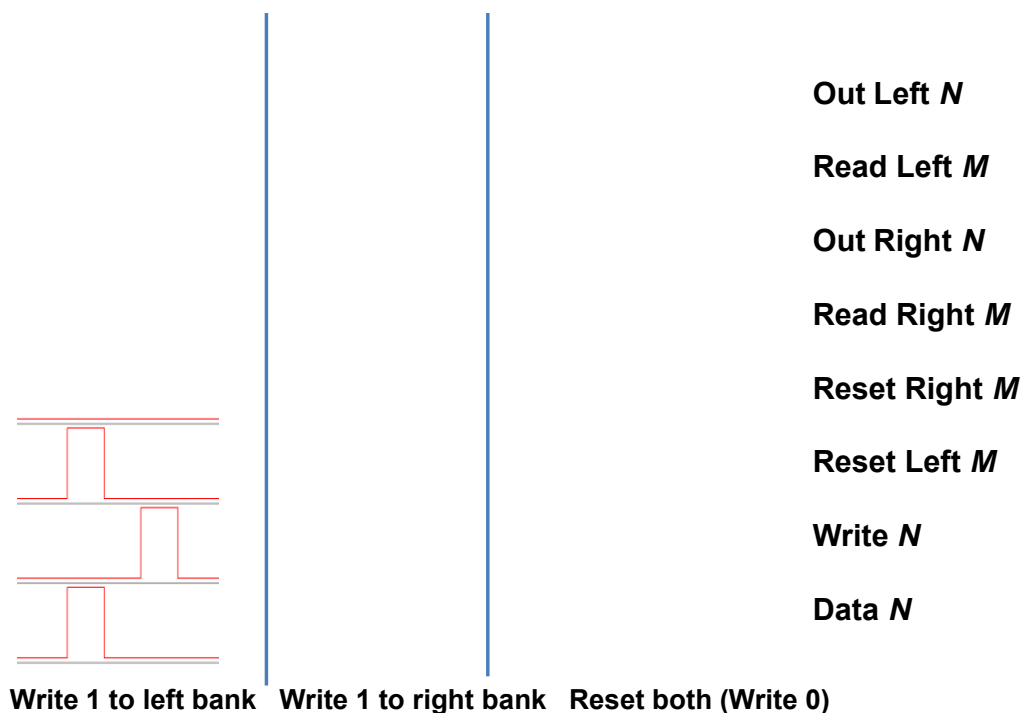 Out Left N
Read Left M
Out Right N
Read Right M
Reset Right M
Reset Left M
Write N
Data N
Write 1 to left bank
Write 1 to right bank
Reset both (Write 0)